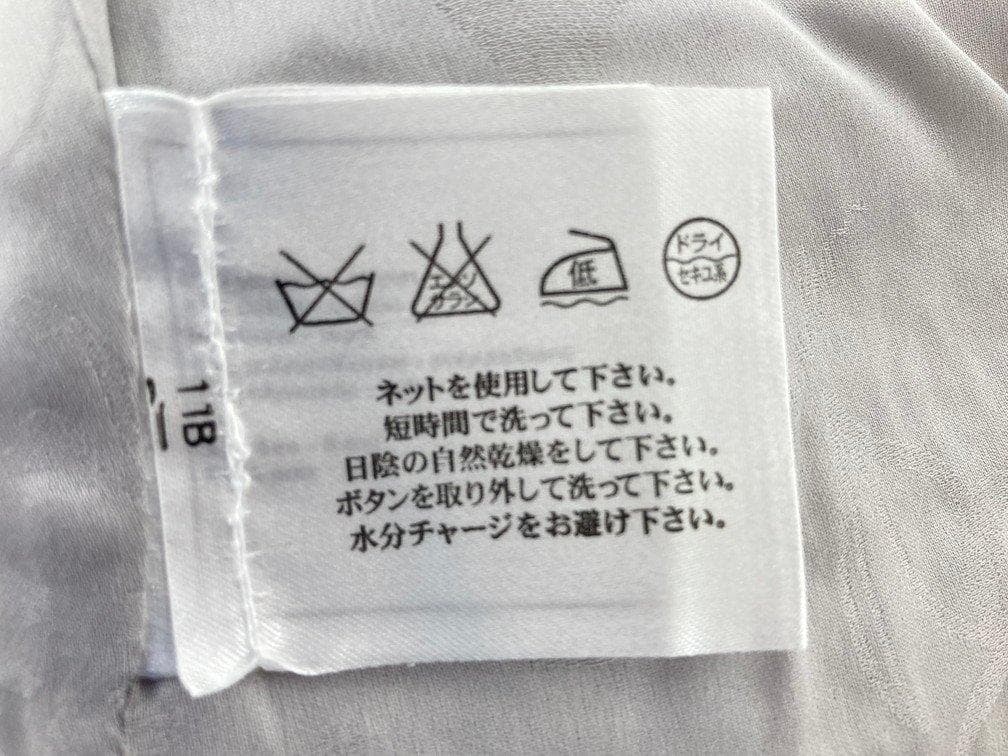 エンソ
カラン
低
ドライ
セキユ系
ネットを使用して下さい。
短時間で洗って下さい。
日陰の自然乾燥をして下さい。
ボタンを取り外して洗って下さい。
水分チャージをお避け下さい。
11B